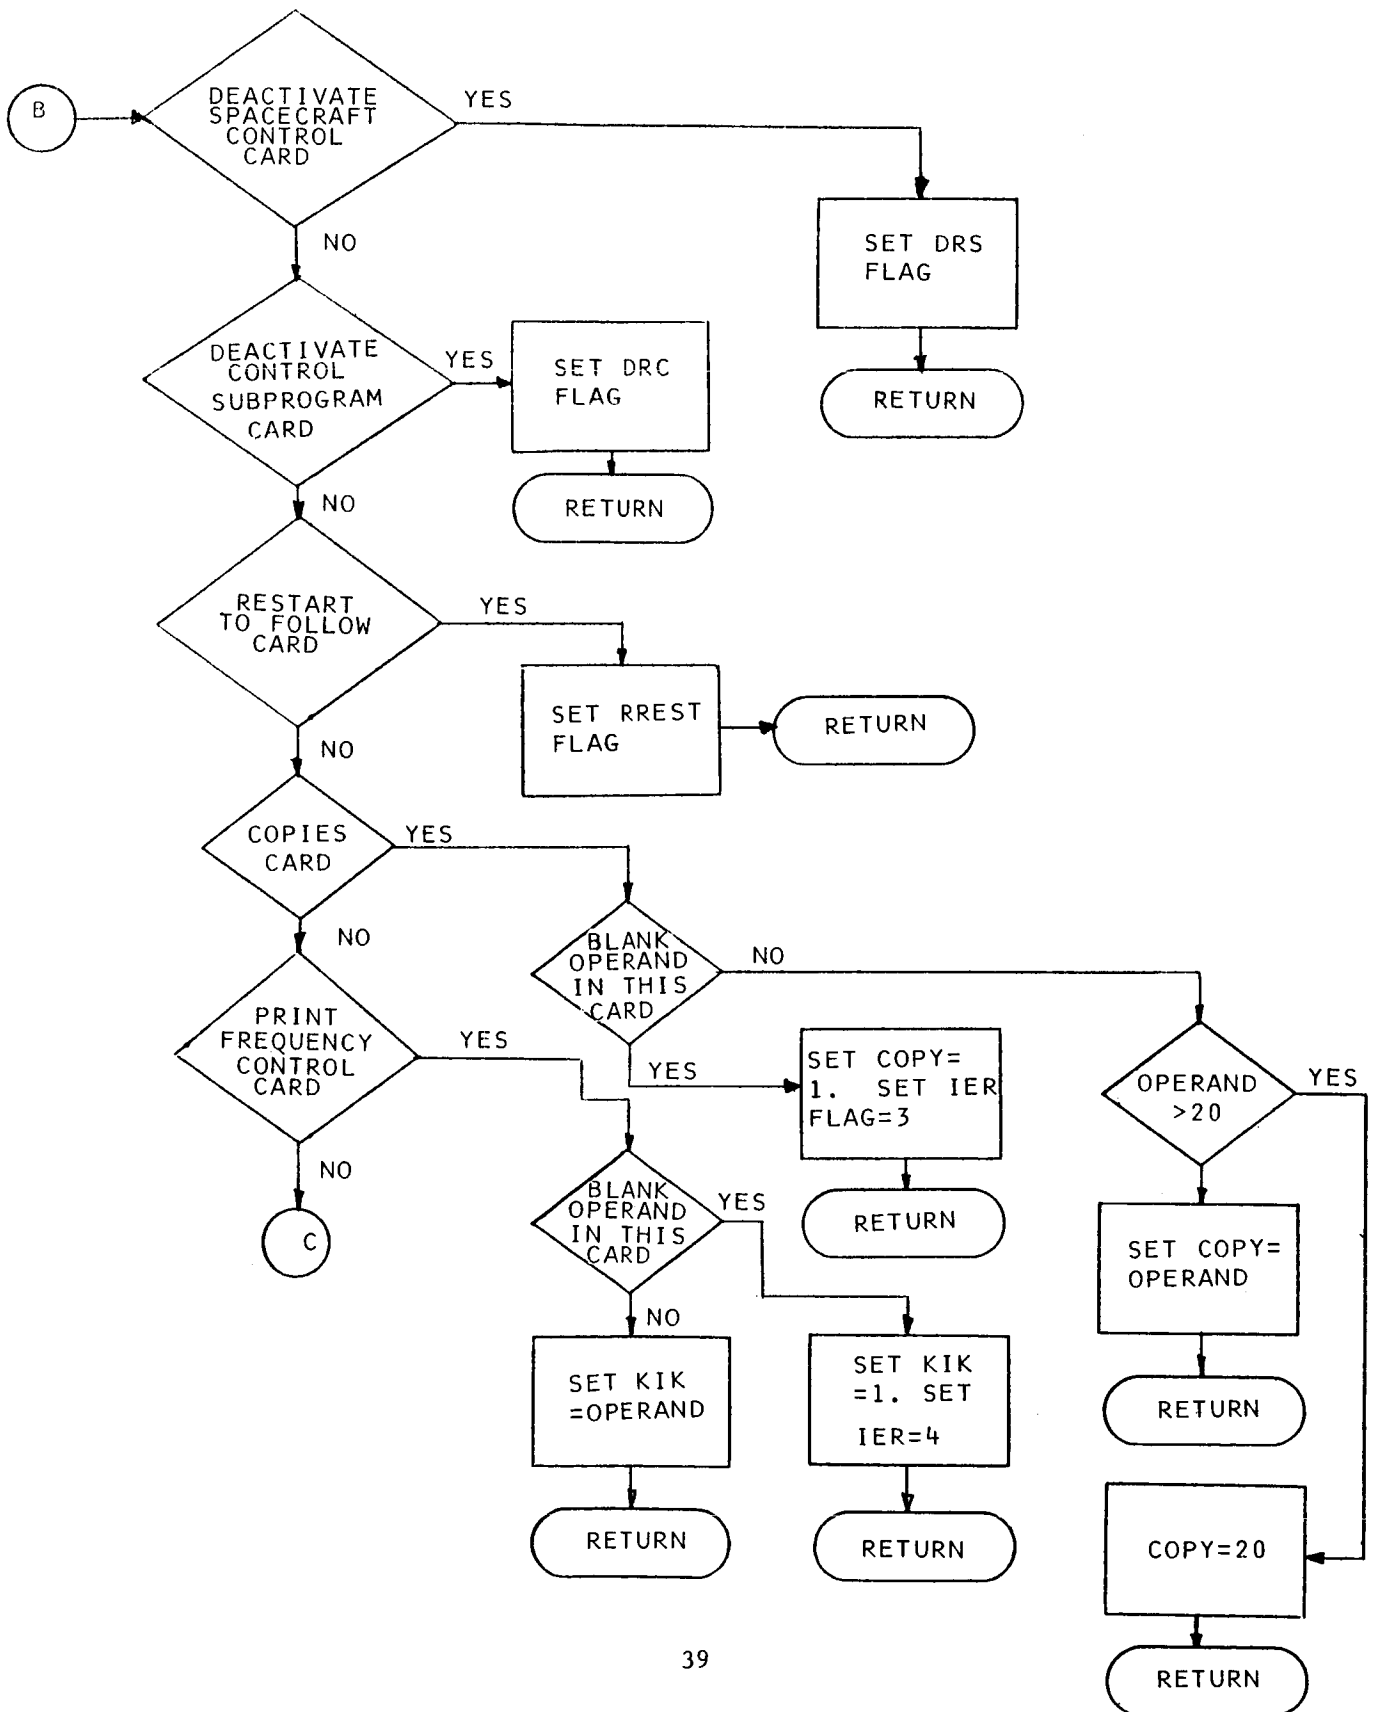 B
DEACTIVATE
SPACECRAFT
CONTROL
CARD
YES
NO
SET DRS
FLAG
RETURN
DEACTIVATE
CONTROL
SUBPROGRAM
CARD
YES
SET DRC
FLAG
RETURN
NO
RESTART
TO FOLLOW
CARD
YES
SET RREST
FLAG
RETURN
NO
COPIES
CARD
YES
NO
BLANK
OPERAND
IN THIS
CARD
NO
YES
SET COPY=
1. SET IER
FLAG=3
RETURN
OPERAND
>20
YES
SET COPY=
OPERAND
RETURN
COPY=20
RETURN
PRINT
FREQUENCY
CONTROL
CARD
YES
NO
C
BLANK
OPERAND
IN THIS
CARD
YES
NO
SET KIK
=OPERAND
RETURN
SET KIK
=1. SET
IER=4
RETURN
39